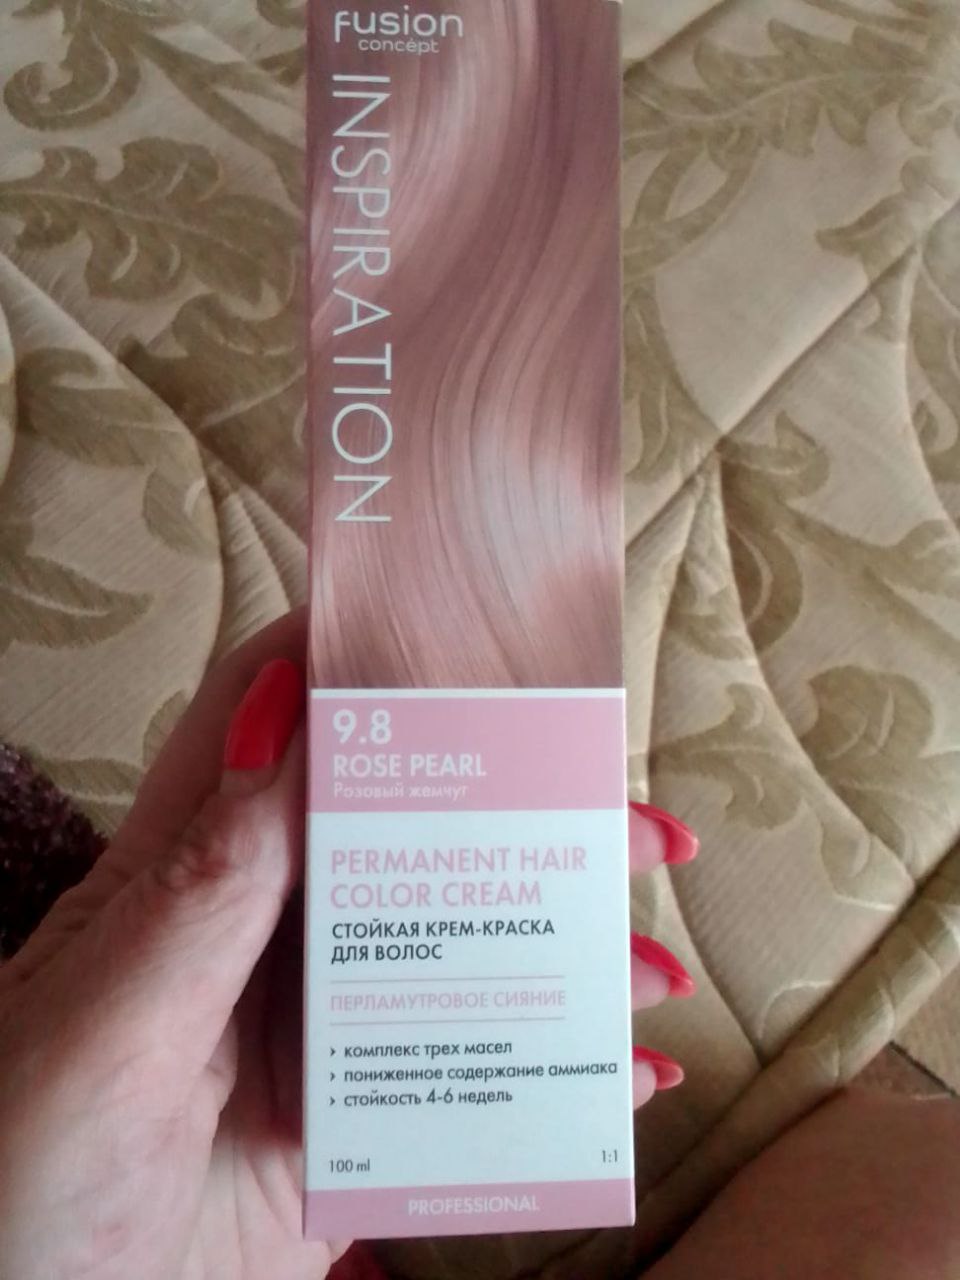 fusion
concept
INSPIRATION
9.8
ROSE PEARL
Розовый жемчуг
PERMANENT HAIR
COLOR CREAM
СТОЙКАЯ КРЕМ-КРАСКА
ДЛЯ ВОЛОС
ПЕРЛАМУТРОВОЕ СИЯНИЕ
› комплекс трех масел
› пониженное содержание аммиака
› стойкость 4-6 недель
100 ml
1:1
PROFESSIONAL